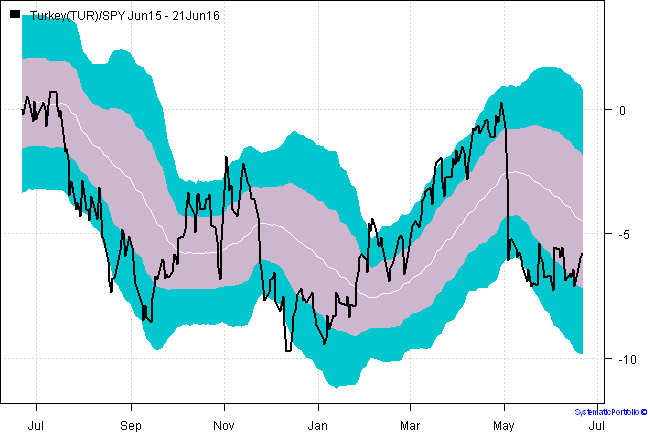 Turkey(TUR)/SPY Jun15 - 21Jun16
0
-5
-10
Jul Sep Nov Jan Mar May Jul
SystematicPortfolio ©